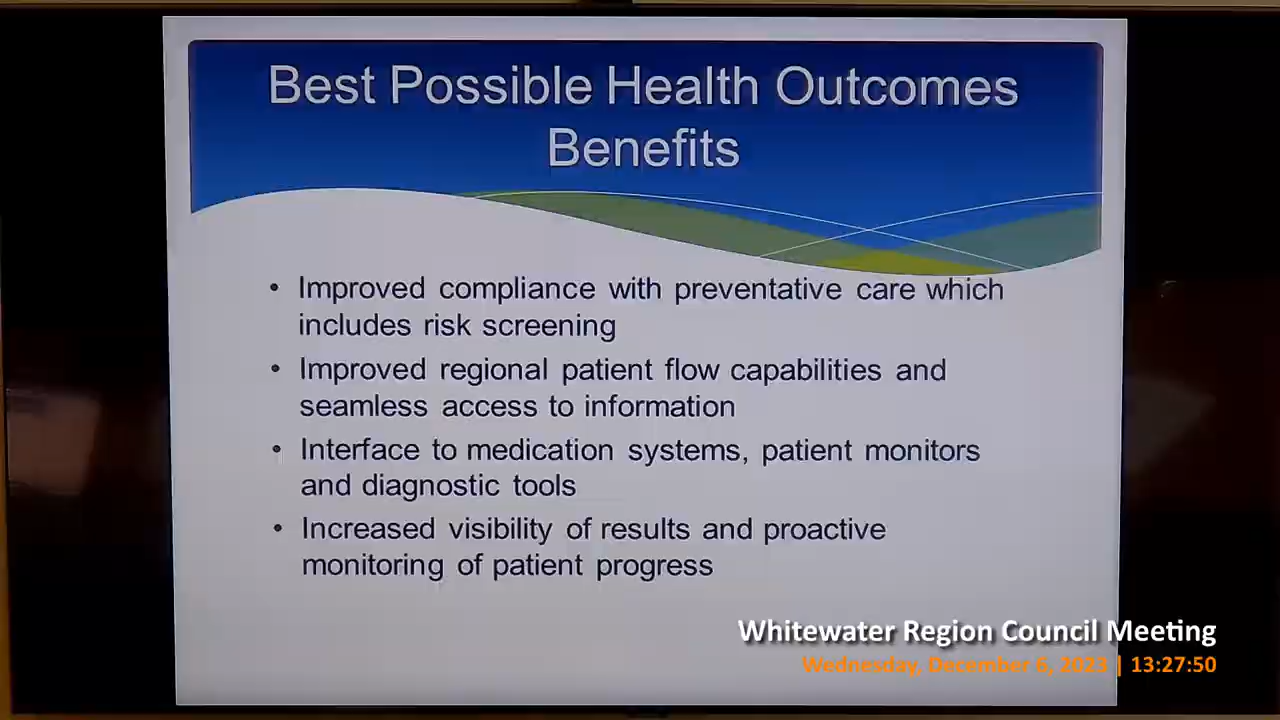 Best Possible Health Outcomes
Benefits
• Improved compliance with preventative care which
includes risk screening
• Improved regional patient flow capabilities and
seamless access to information
• Interface to medication systems, patient monitors
and diagnostic tools
• Increased visibility of results and proactive
monitoring of patient progress
Whitewater Region Council Meeting
Wednesday, December 6, 2023 | 13:27:50